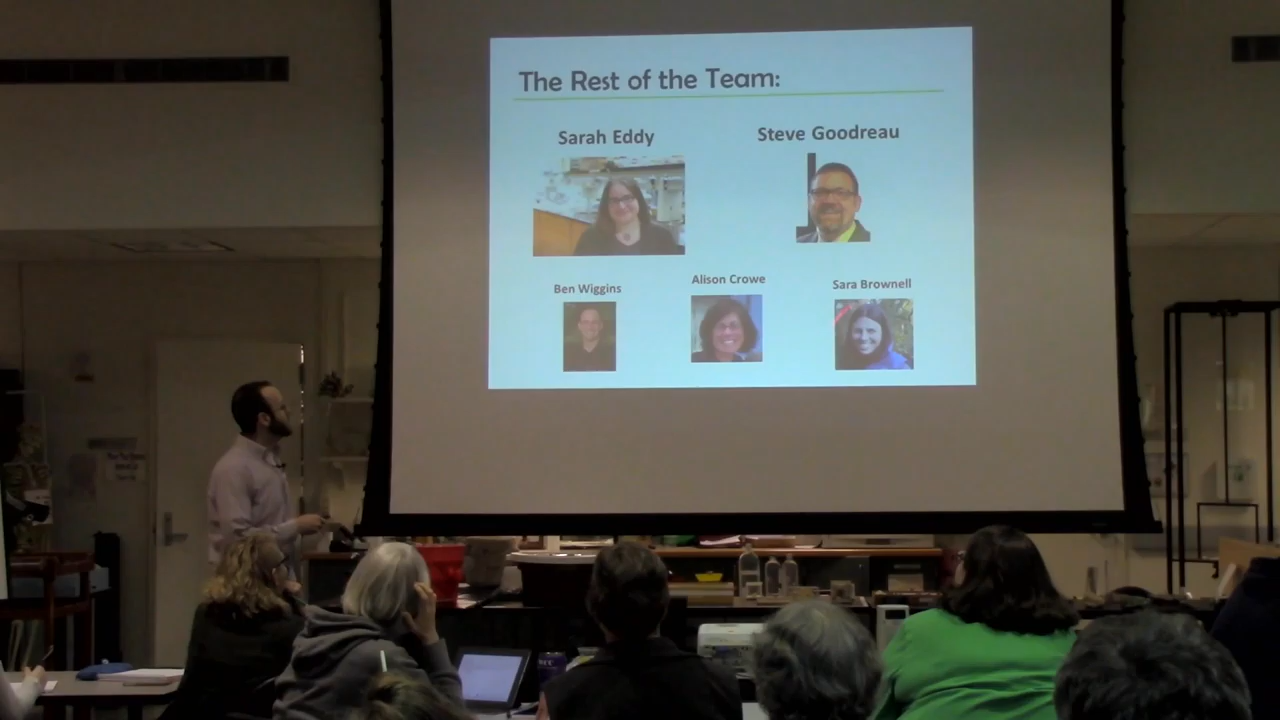 The Rest of the Team:
Sarah Eddy
Steve Goodreau
Ben Wiggins
Alison Crowe
Sara Brownell